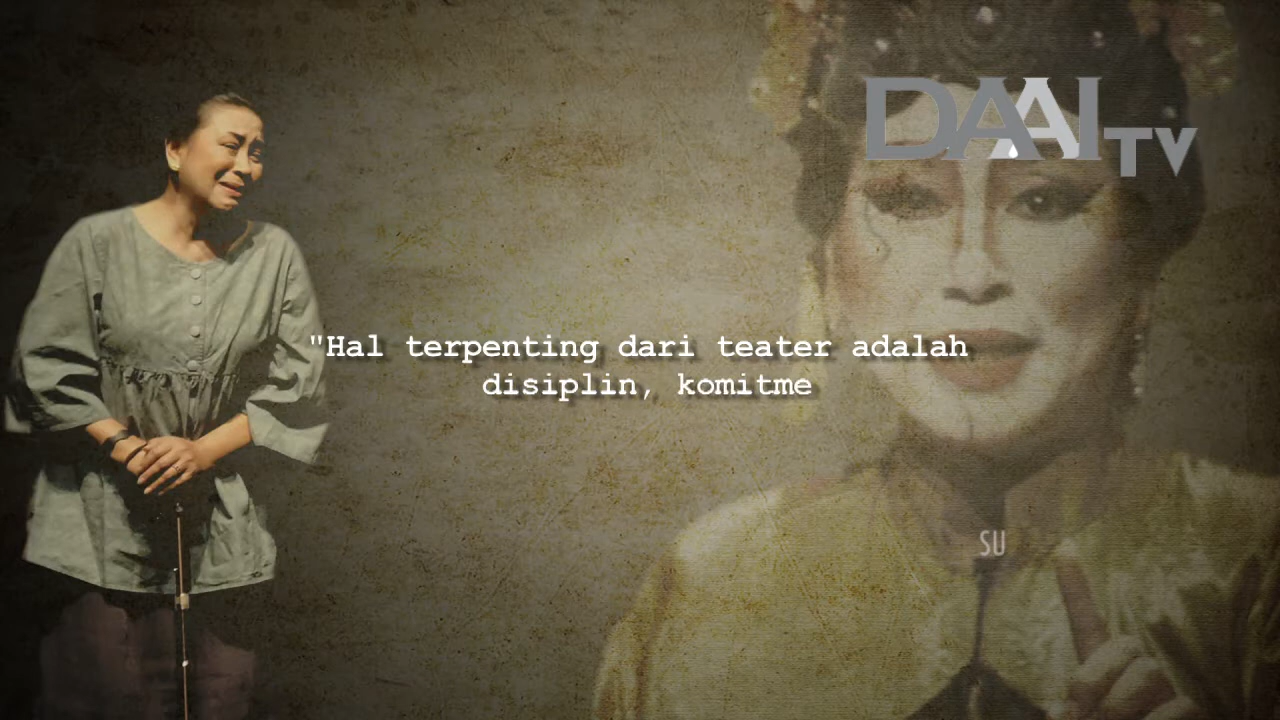 DAAI TV
"Hal terpenting dari teater adalah
disiplin, komitme
SU